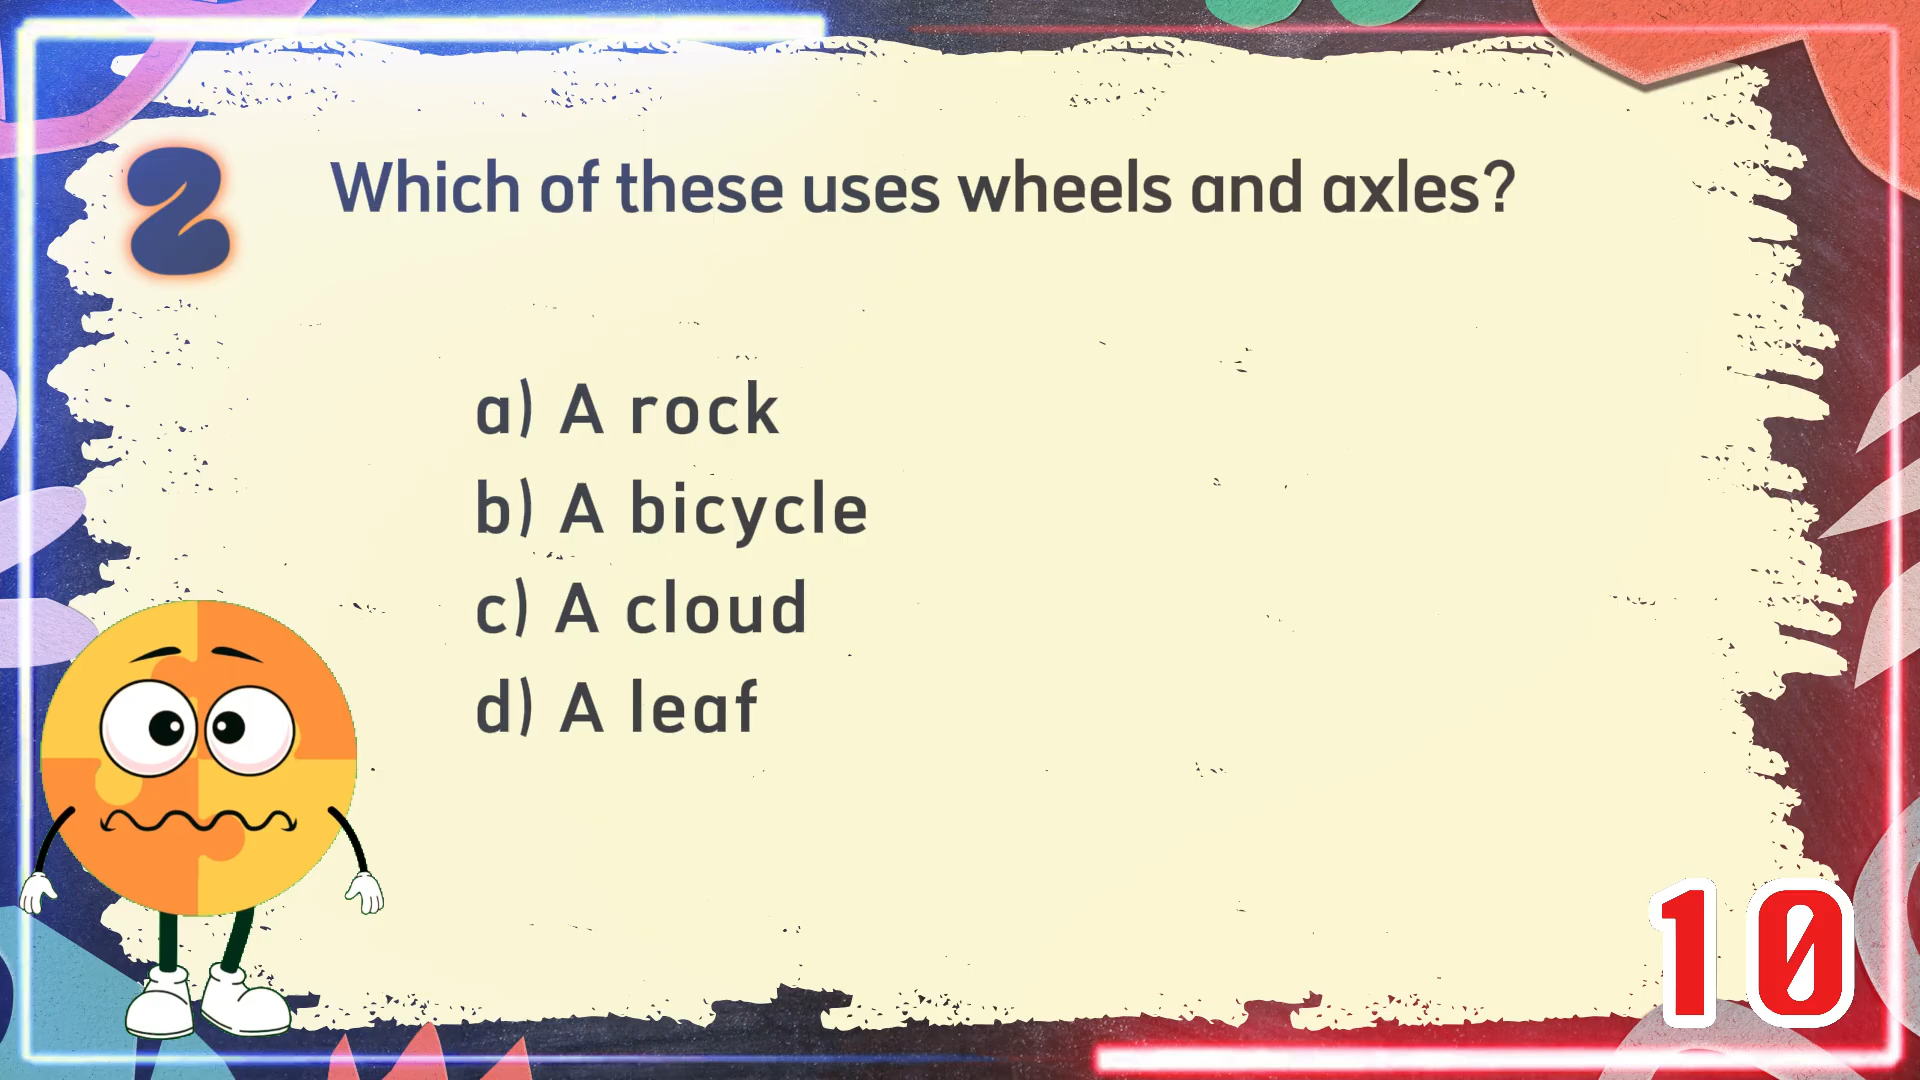 2
Which of these uses wheels and axles?
a) A rock
b) A bicycle
c) A cloud
d) A leaf
10